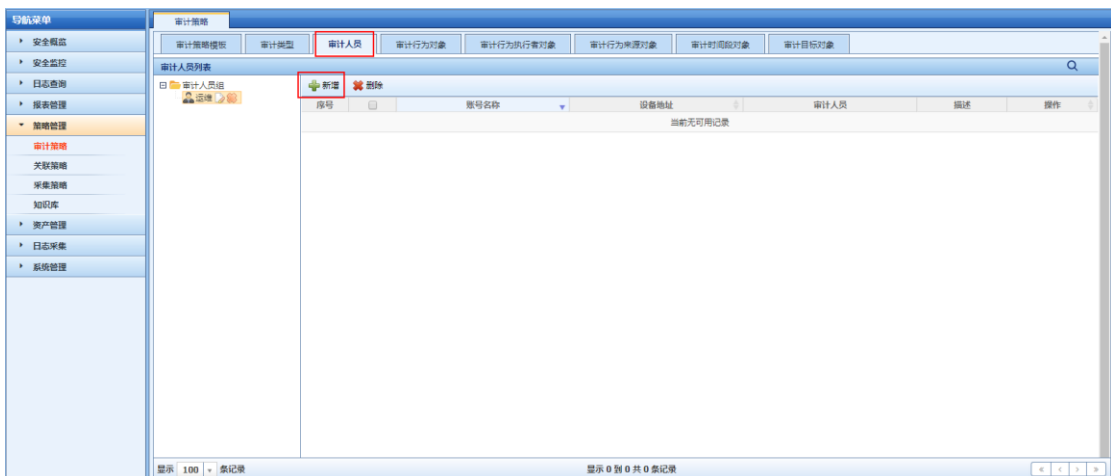 导航菜单
安全概览
安全监控
日志查询
报表管理
策略管理
审计策略
关联策略
采集策略
知识库
资产管理
日志采集
系统管理
审计策略
审计策略模板 审计类型 审计人员 审计行为对象 审计行为执行者对象 审计行为来源对象 审计时间段对象 审计目标对象
审计人员列表
审计人员组
运维
新增 删除
序号 账号名称 设备地址 审计人员 描述 操作
当前无可用记录
显示 100 条记录 显示 0 到 0 共 0 条记录